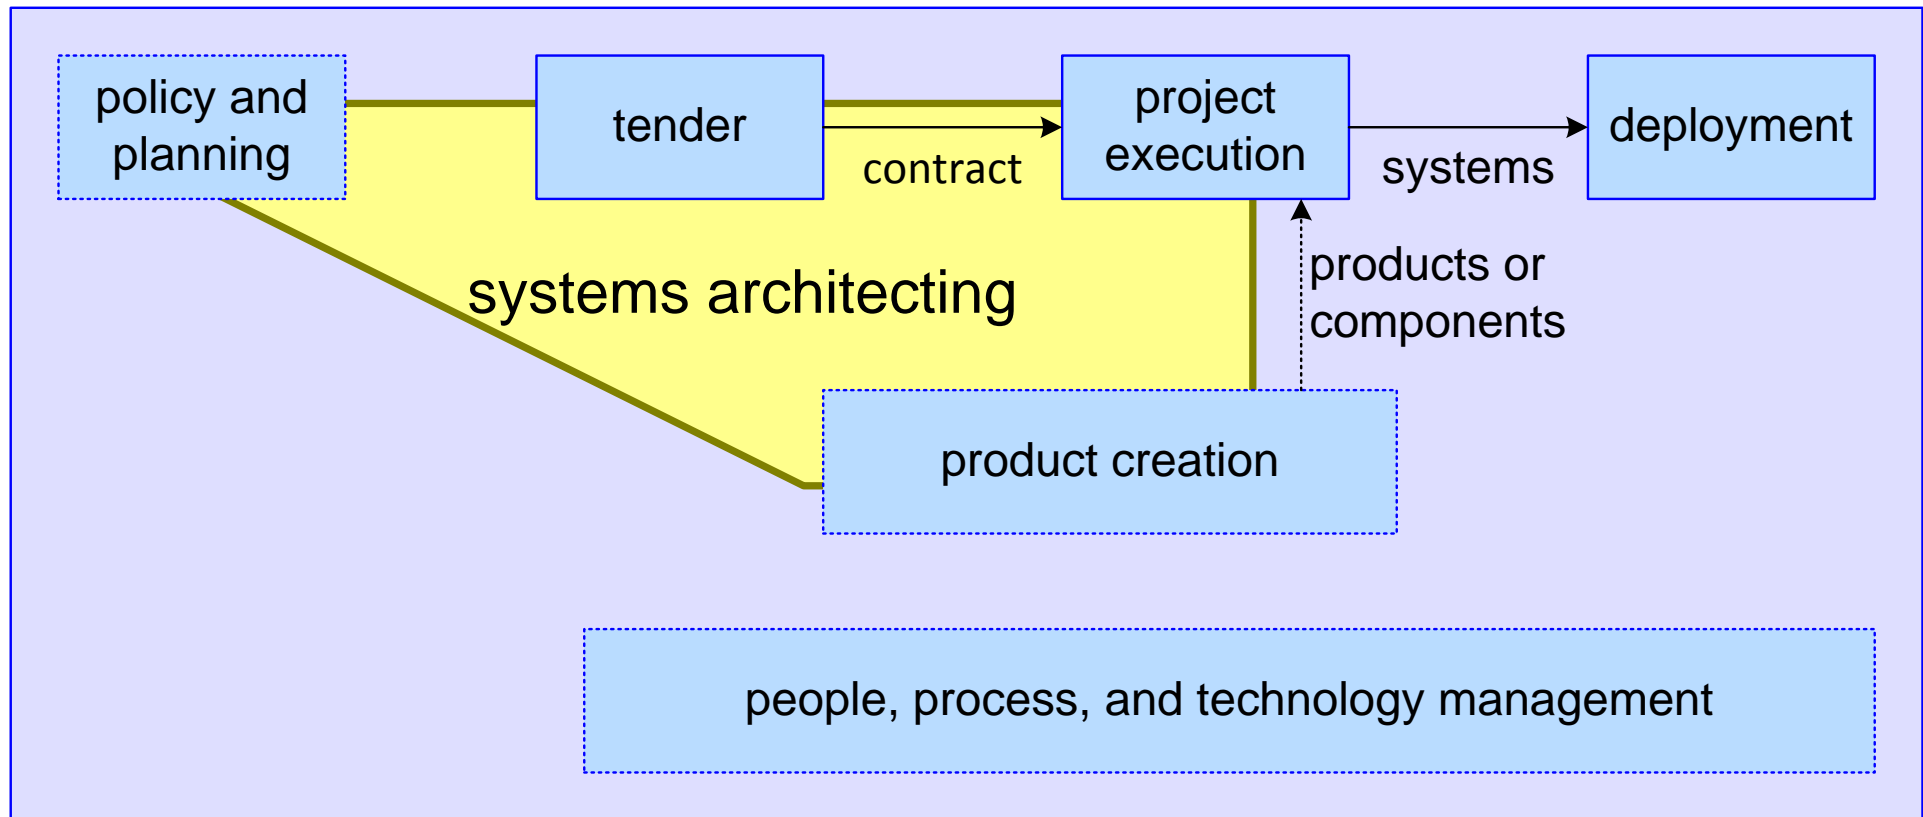 policy and
planning
tender
contract
project
execution
systems
deployment
systems architecting
products or
components
product creation
people, process, and technology management